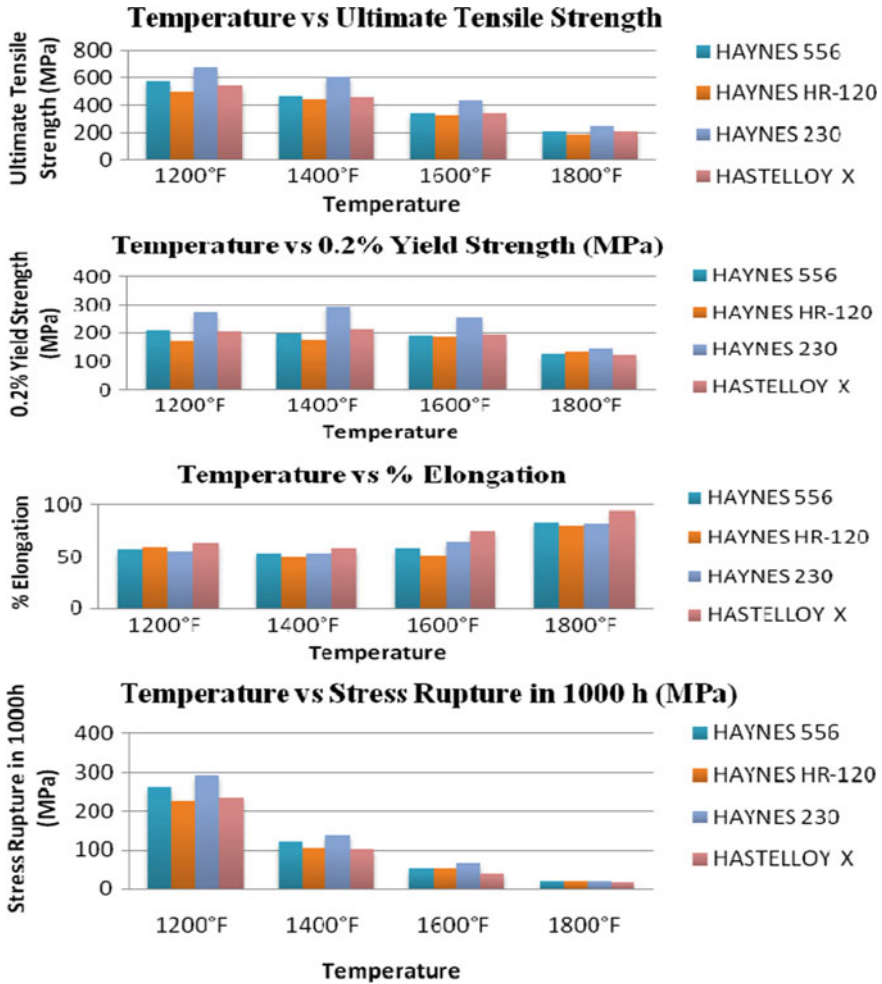 Temperature vs Ultimate Tensile Strength
Ultimate Tensile
Strength (MPa)
800
600
400
200
0
1200°F 1400°F 1600°F 1800°F
Temperature
HAYNES 556
HAYNES HR-120
HAYNES 230
HASTELLOY X
Temperature vs 0.2% Yield Strength (MPa)
0.2% Yield Strength
(MPa)
400
300
200
100
0
1200°F 1400°F 1600°F 1800°F
Temperature
HAYNES 556
HAYNES HR-120
HAYNES 230
HASTELLOY X
Temperature vs % Elongation
% Elongation
100
50
0
1200°F 1400°F 1600°F 1800°F
Temperature
HAYNES 556
HAYNES HR-120
HAYNES 230
HASTELLOY X
Temperature vs Stress Rupture in 1000 h (MPa)
Stress Rupture in 1000h
(MPa)
400
300
200
100
0
1200°F 1400°F 1600°F 1800°F
Temperature
HAYNES 556
HAYNES HR-120
HAYNES 230
HASTELLOY X